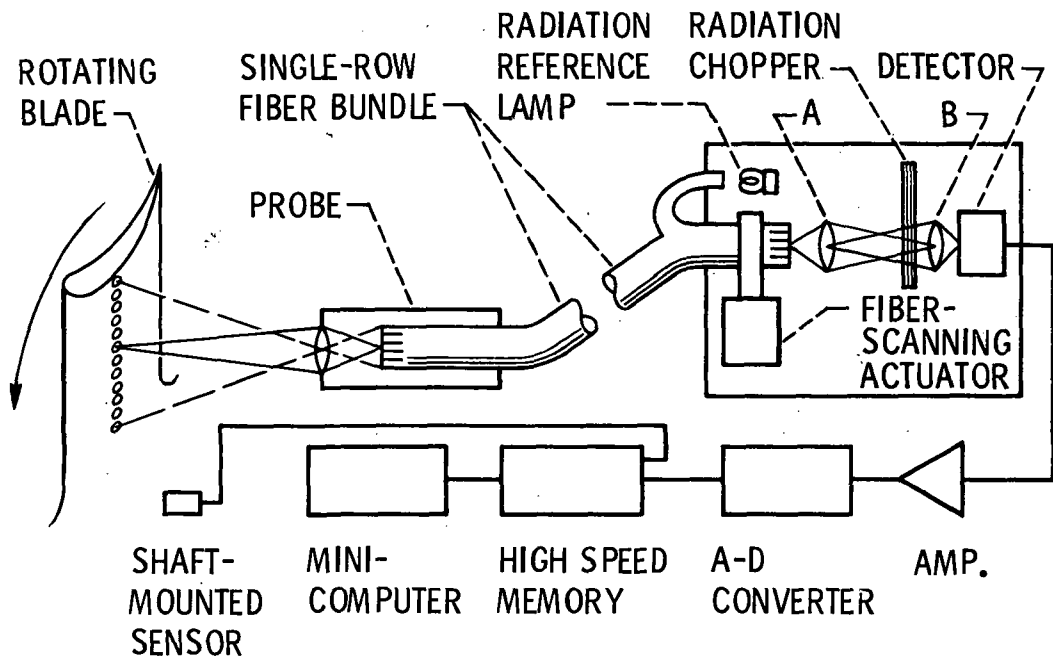 ROTATING
BLADE
SINGLE-ROW
FIBER BUNDLE
RADIATION
REFERENCE
LAMP
RADIATION
CHOPPER
DETECTOR
A
B
PROBE
FIBER-
SCANNING
ACTUATOR
SHAFT-
MOUNTED
SENSOR
MINI-
COMPUTER
HIGH SPEED
MEMORY
A-D
CONVERTER
AMP.